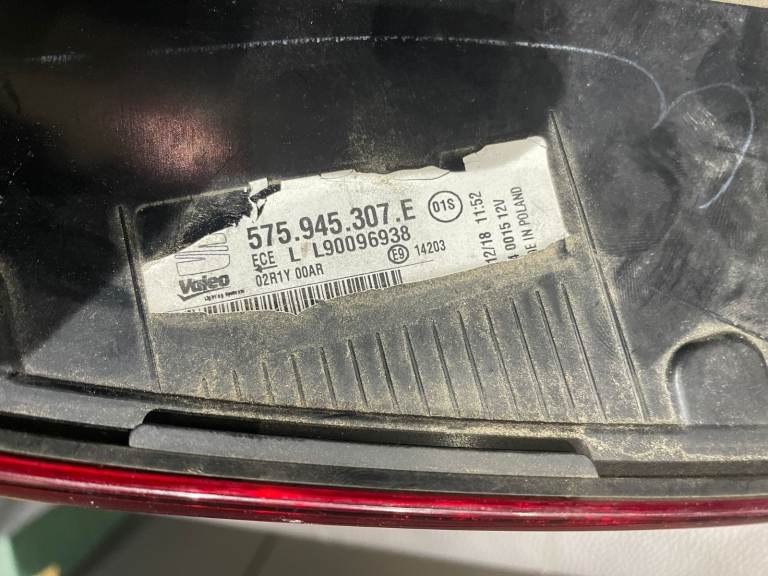 575.945.307.E 01S
ECE L L90096938
E9 14203
02R1Y 00AR
Valeo
12/18 11:52
0015 12V
IN POLAND